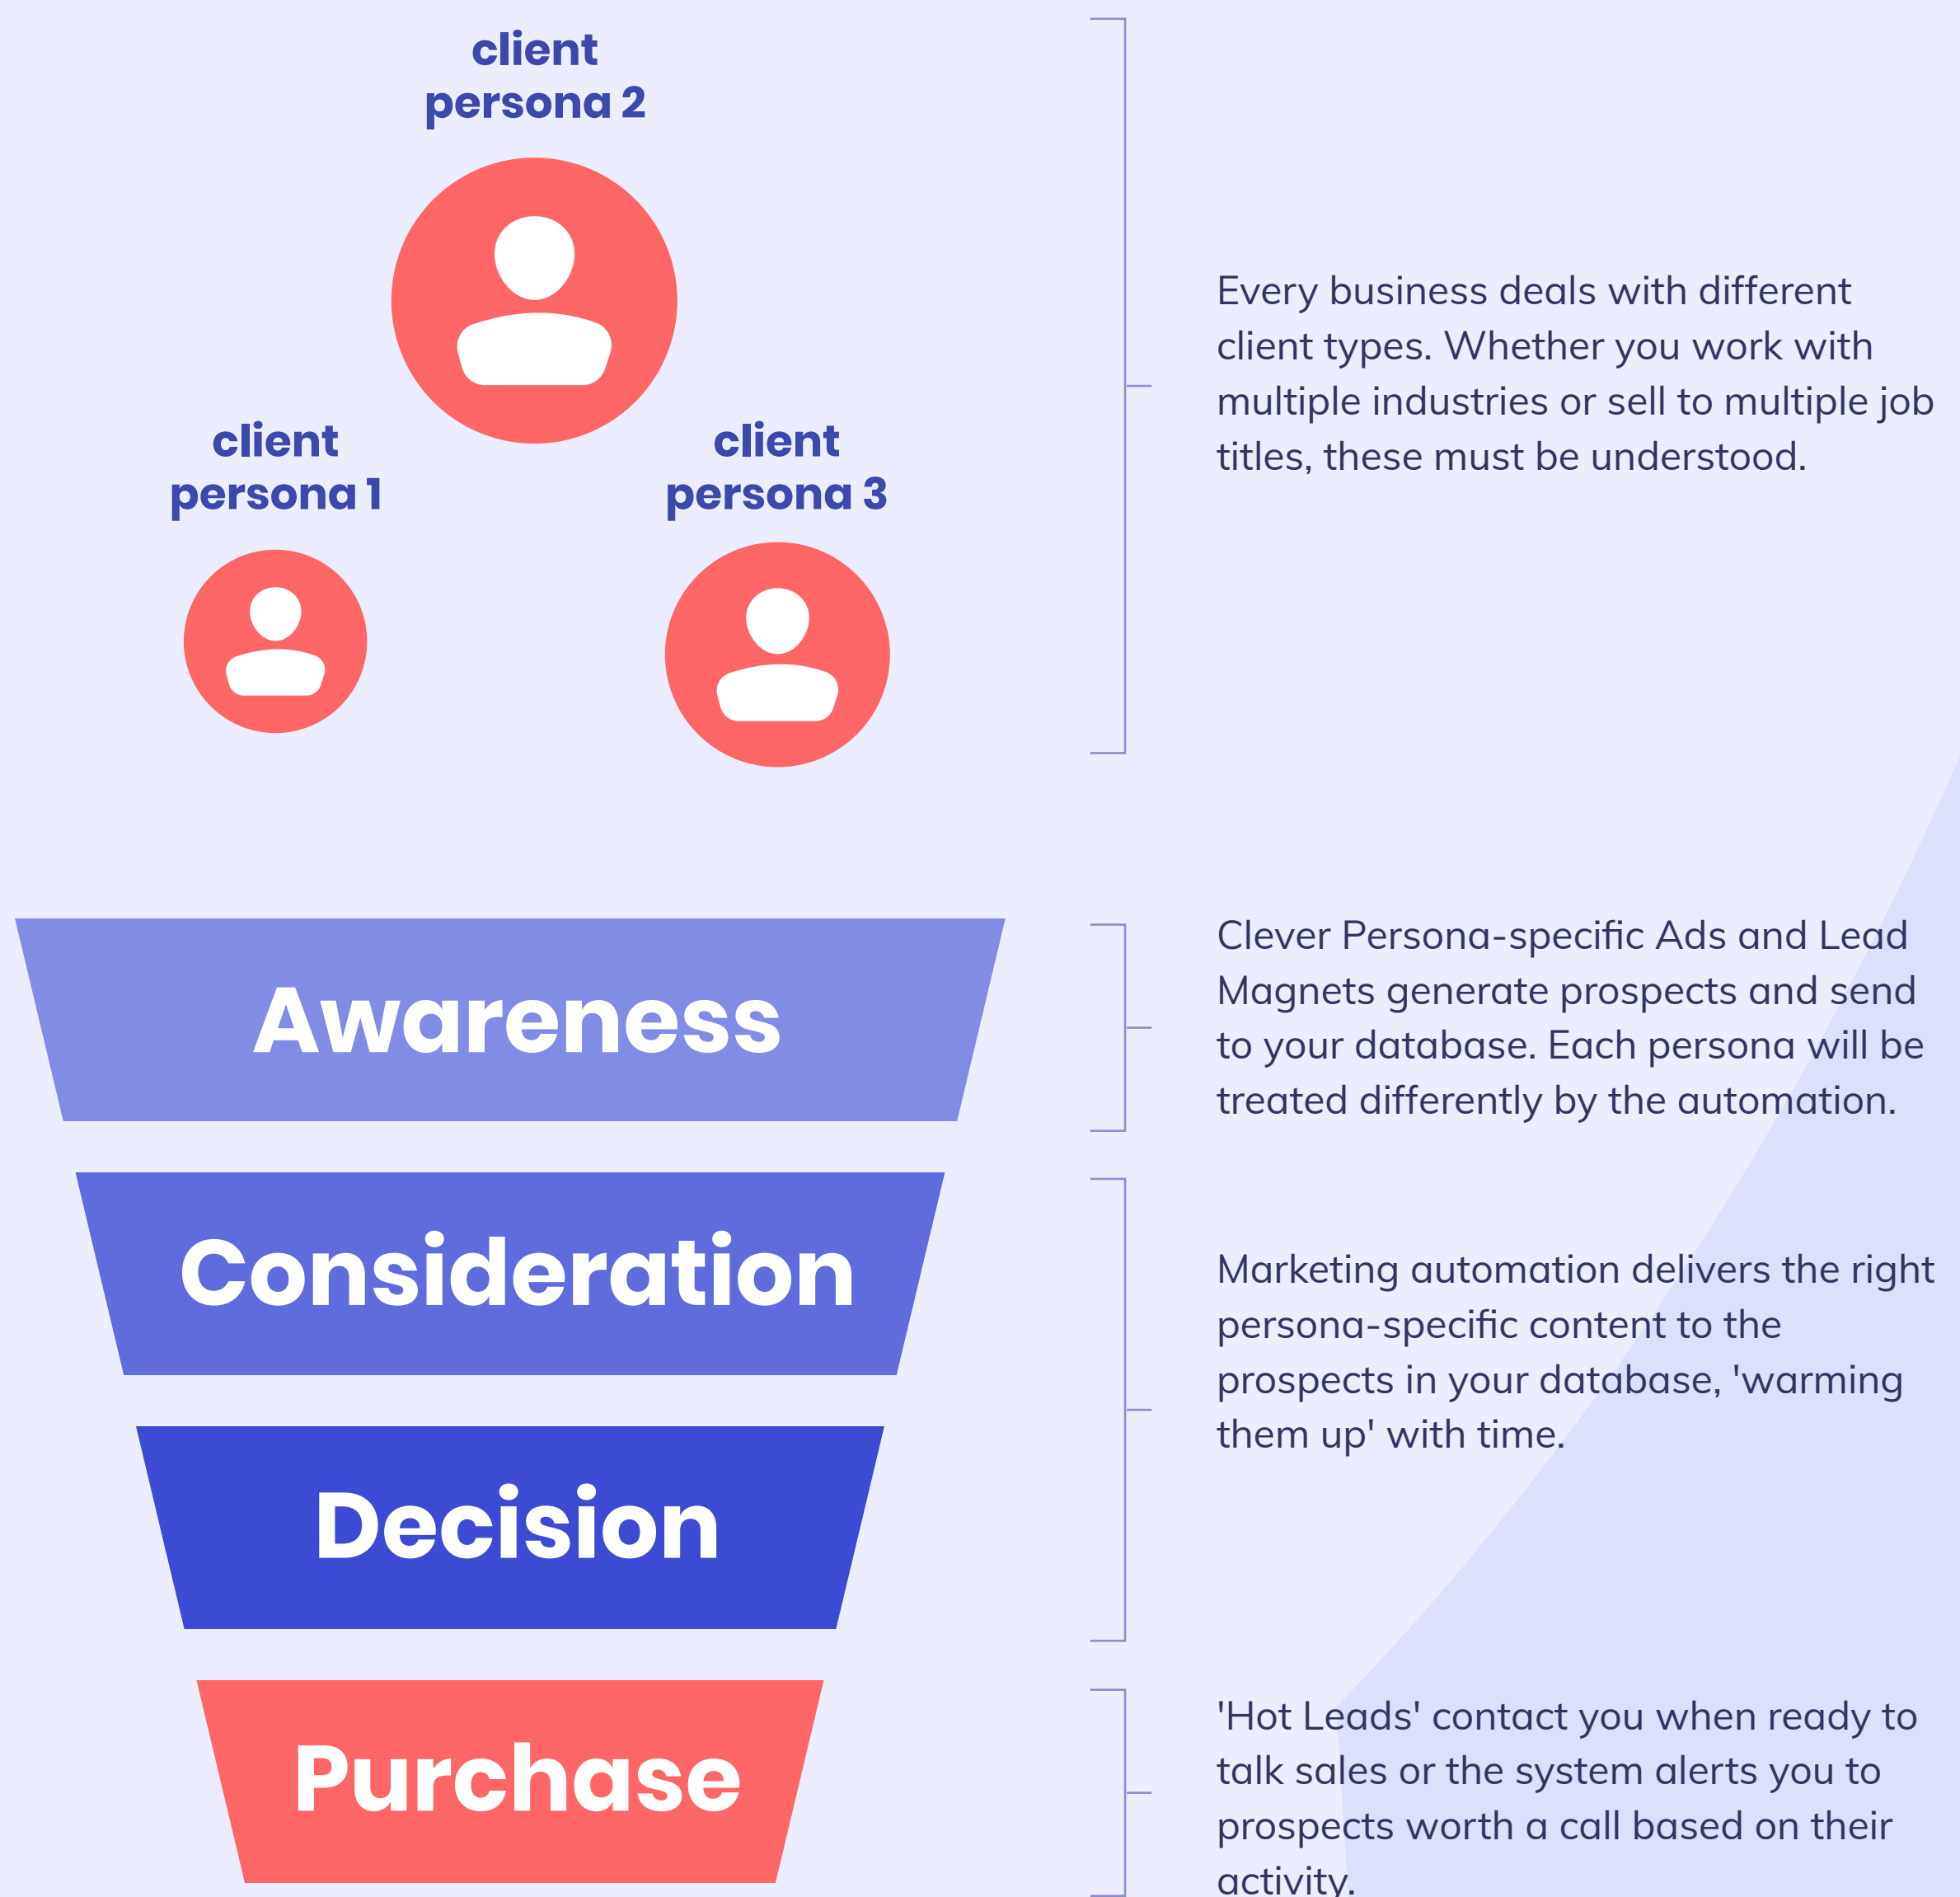 client
persona 2
client
persona 1
client
persona 3
Every business deals with different
client types. Whether you work with
multiple industries or sell to multiple job
titles, these must be understood.
Awareness
Clever Persona-specific Ads and Lead
Magnets generate prospects and send
to your database. Each persona will be
treated differently by the automation.
Consideration
Decision
Marketing automation delivers the right
persona-specific content to the
prospects in your database, 'warming
them up' with time.
Purchase
'Hot Leads' contact you when ready to
talk sales or the system alerts you to
prospects worth a call based on their
activity.